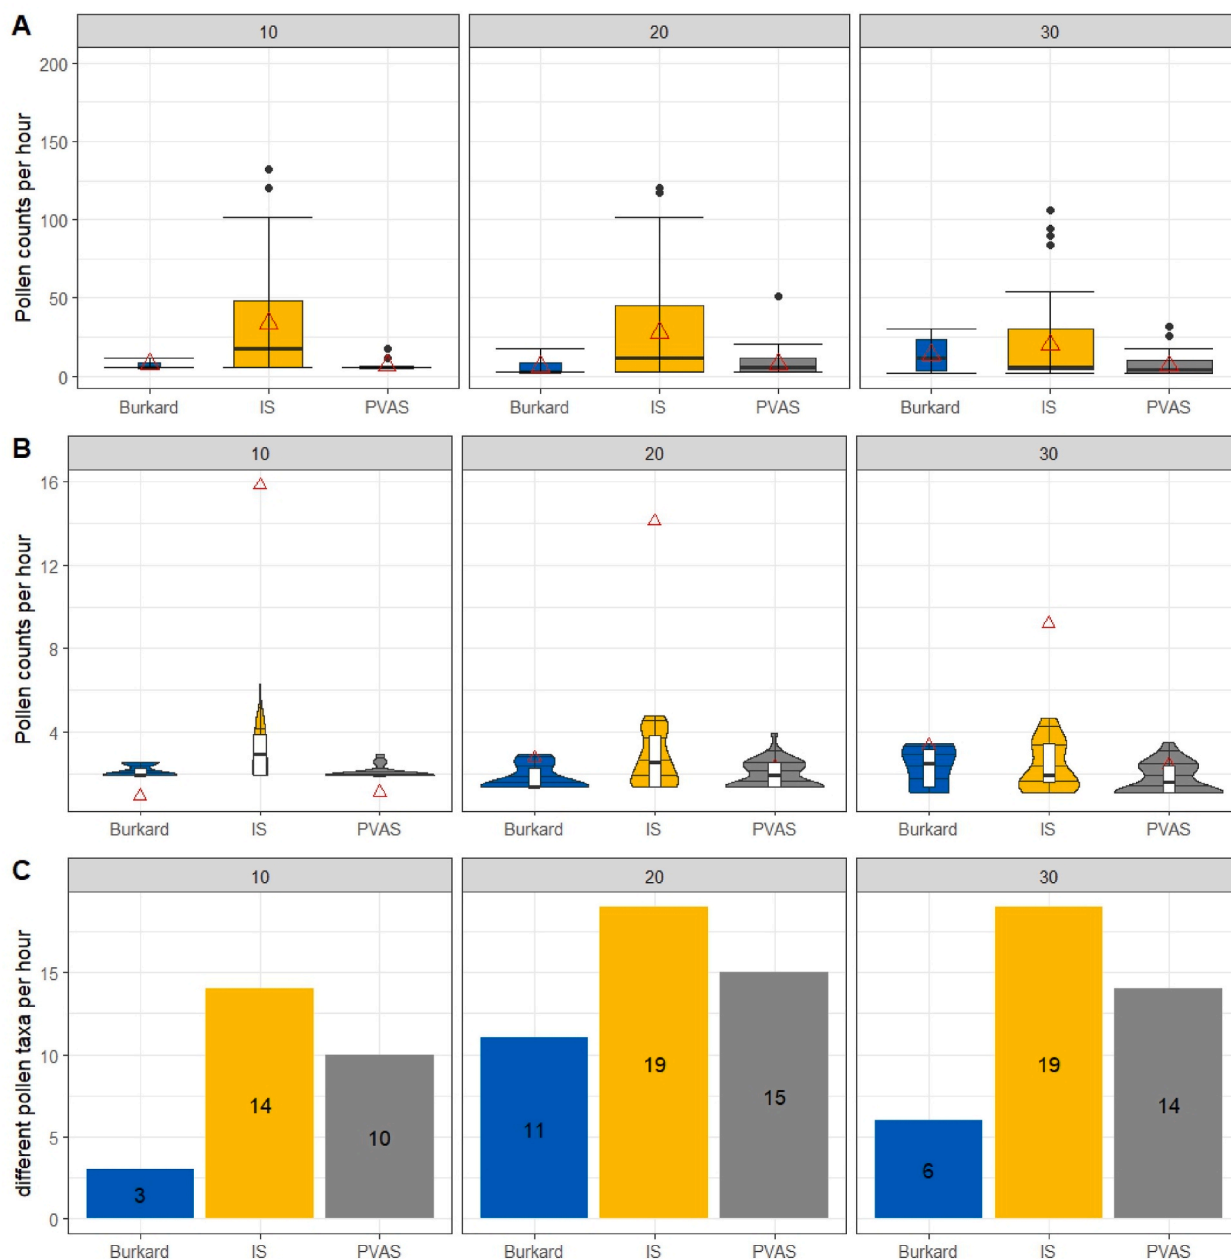 A
10
20
30
Pollen counts per hour
200
150
100
50
0
Burkard
IS
PVAS
Burkard
IS
PVAS
Burkard
IS
PVAS
B
10
20
30
Pollen counts per hour
16
12
8
4
Burkard
IS
PVAS
Burkard
IS
PVAS
Burkard
IS
PVAS
C
10
20
30
different pollen taxa per hour
15
10
5
0
3
14
10
11
19
15
6
19
14
Burkard
IS
PVAS
Burkard
IS
PVAS
Burkard
IS
PVAS